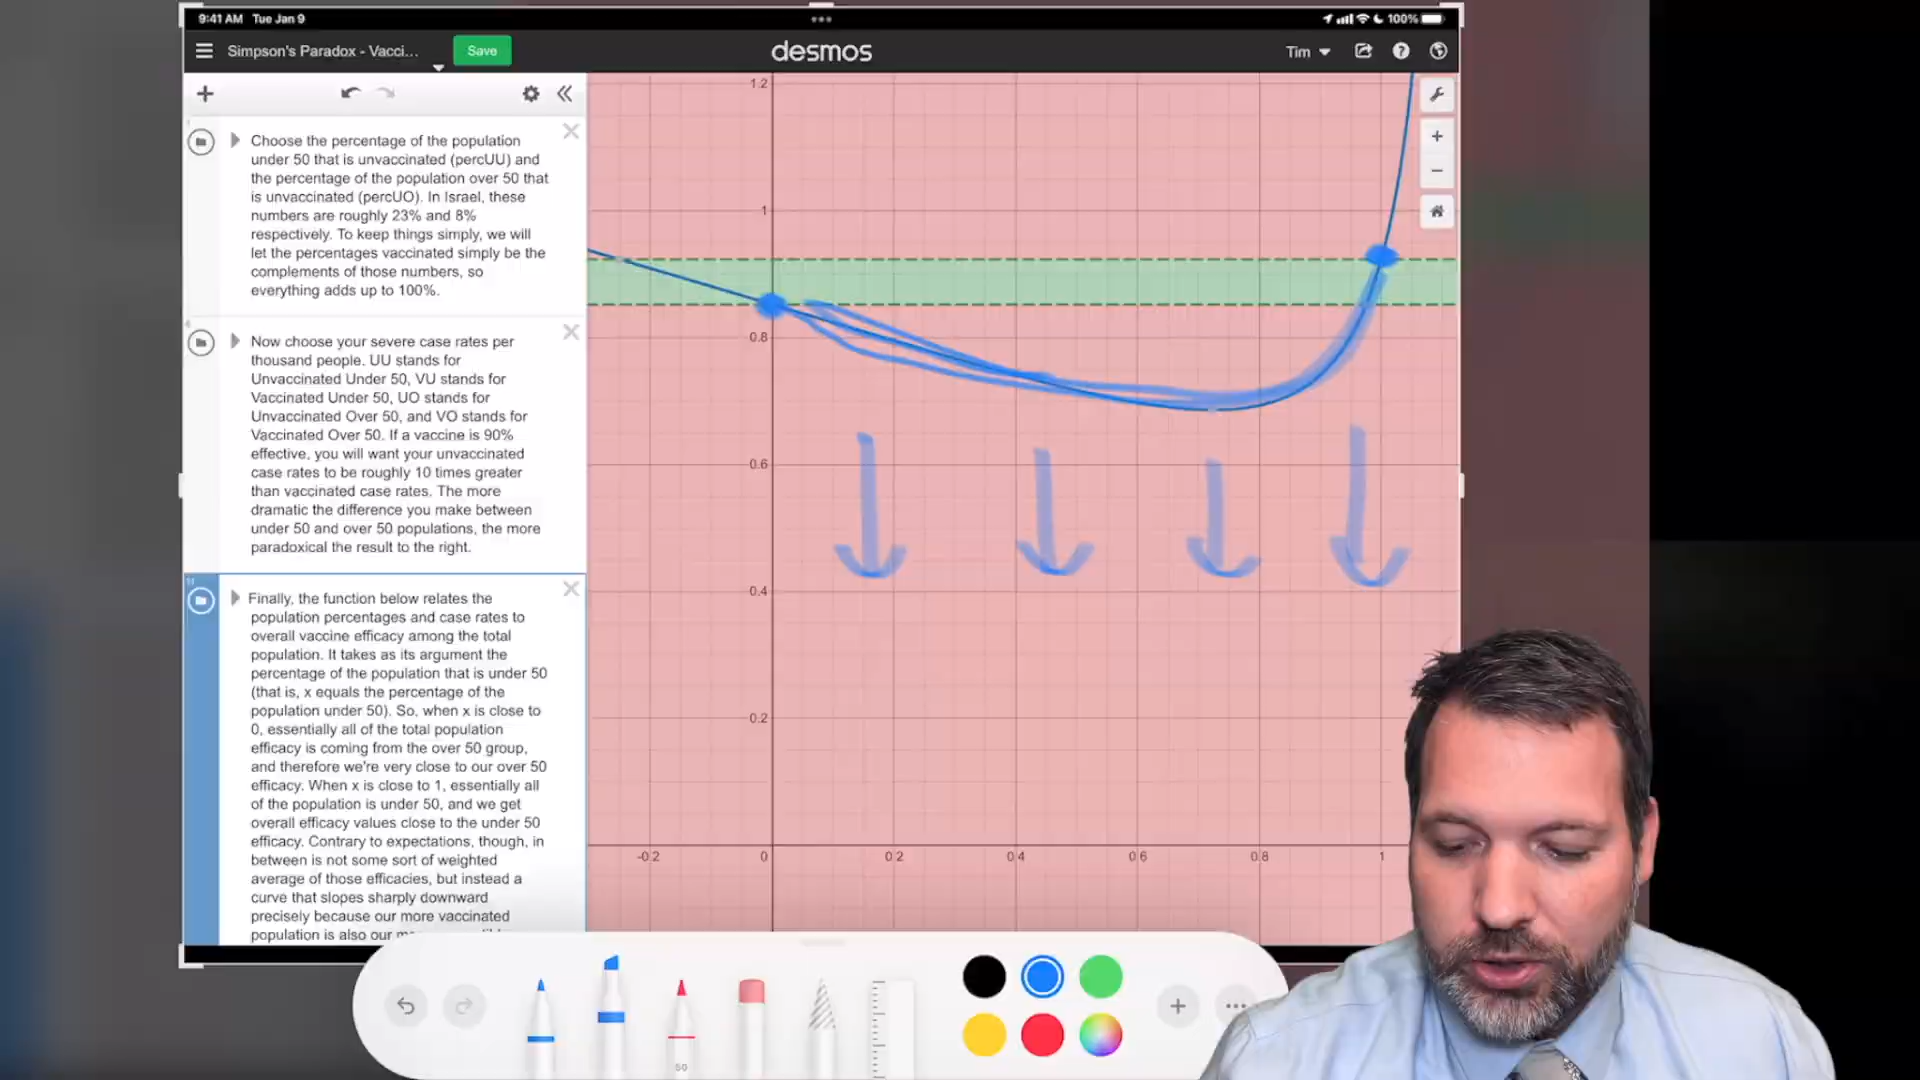 9:41 AM Tue Jan 9
100%
Simpson's Paradox - Vacci...
Save
desmos
Tim
1
Choose the percentage of the population
under 50 that is unvaccinated (percUU) and
the percentage of the population over 50 that
is unvaccinated (percUO). In Israel, these
numbers are roughly 23% and 8%
respectively. To keep things simply, we will
let the percentages vaccinated simply be the
complements of those numbers, so
everything adds up to 100%.
Now choose your severe case rates per
thousand people. UU stands for
Unvaccinated Under 50, VU stands for
Vaccinated Under 50, UO stands for
Unvaccinated Over 50, and VO stands for
Vaccinated Over 50. If a vaccine is 90%
effective, you will want your unvaccinated
case rates to be roughly 10 times greater
than vaccinated case rates. The more
dramatic the difference you make between
under 50 and over 50 populations, the more
paradoxical the result to the right.
11
Finally, the function below relates the
population percentages and case rates to
overall vaccine efficacy among the total
population. It takes as its argument the
percentage of the population that is under 50
(that is, x equals the percentage of the
population under 50). So, when x is close to
0, essentially all of the total population
efficacy is coming from the over 50 group,
and therefore we're very close to our over 50
efficacy. When x is close to 1, essentially all
of the population is under 50, and we get
overall efficacy values close to the under 50
efficacy. Contrary to expectations, though, in
between is not some sort of weighted
average of those efficacies, but instead a
curve that slopes sharply downward
precisely because our more vaccinated
population is also our
1.2
1
0.8
0.6
0.4
0.2
-0.2
0
0.2
0.4
0.6
0.8
1
50